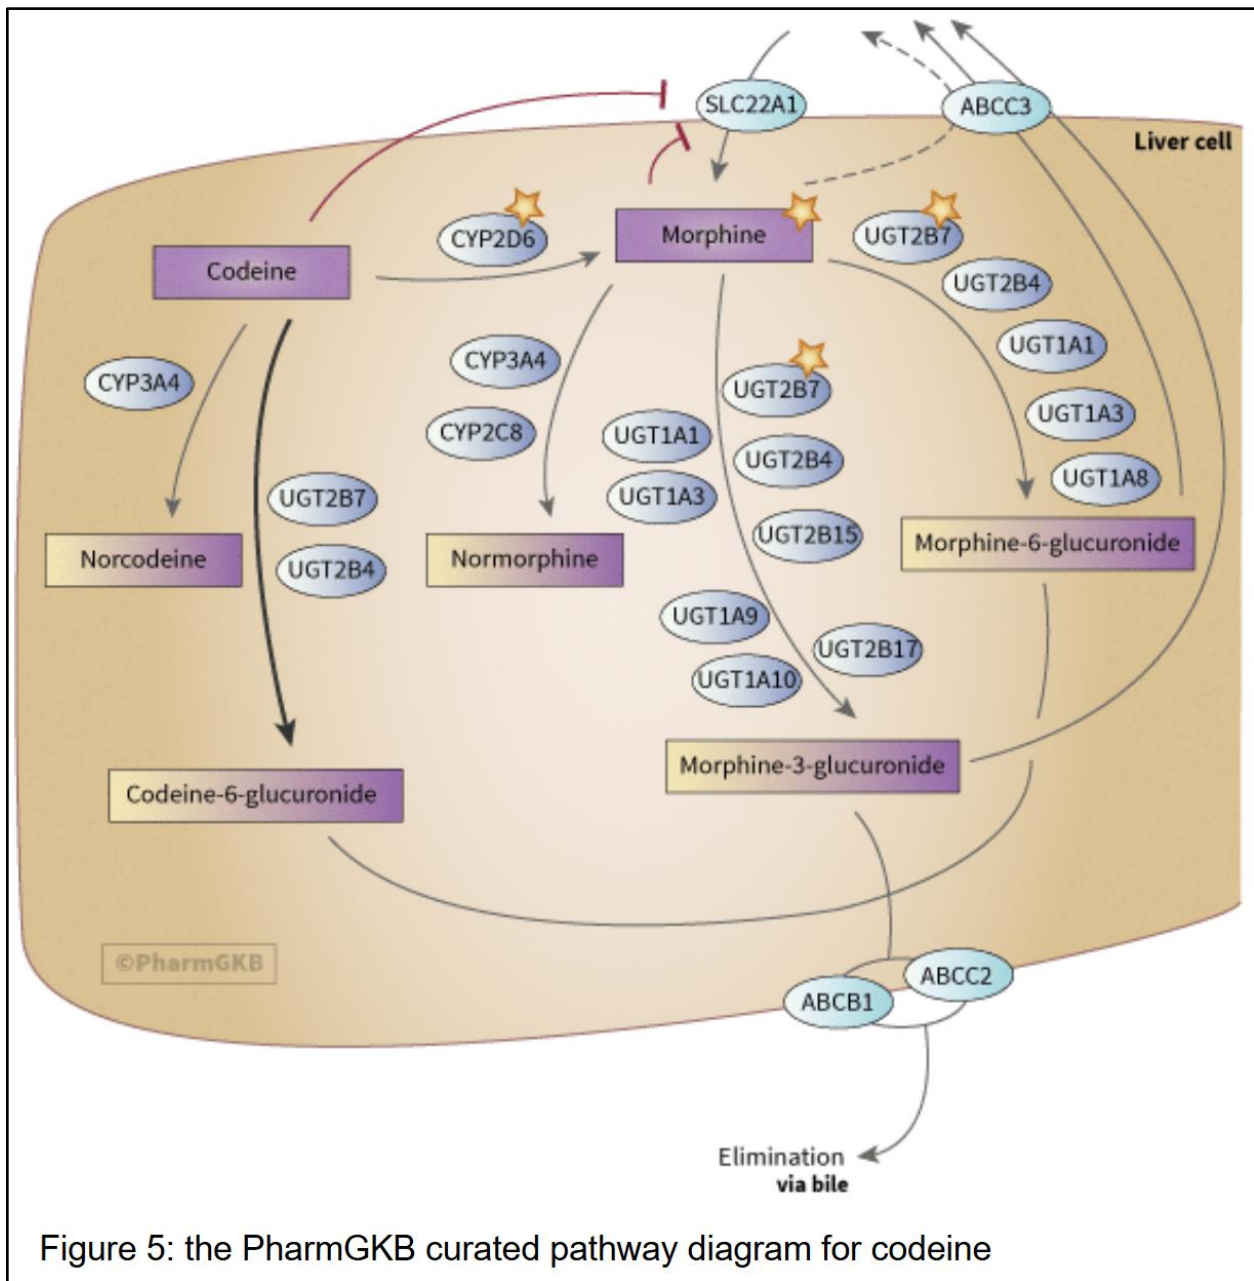 SLC22A1
ABCC3
Liver cell
CYP2D6
Morphine
UGT2B7
Codeine
UGT2B4
UGT1A1
CYP3A4
CYP3A4
UGT2B7
UGT1A3
CYP2C8
UGT1A1
UGT2B4
UGT1A8
UGT2B7
UGT1A3
UGT2B15
Morphine-6-glucuronide
Norcodeine
UGT2B4
Normorphine
UGT1A9
UGT2B17
UGT1A10
Morphine-3-glucuronide
Codeine-6-glucuronide
©PharmGKB
ABCC2
ABCB1
Elimination
via bile
Figure 5: the PharmGKB curated pathway diagram for codeine